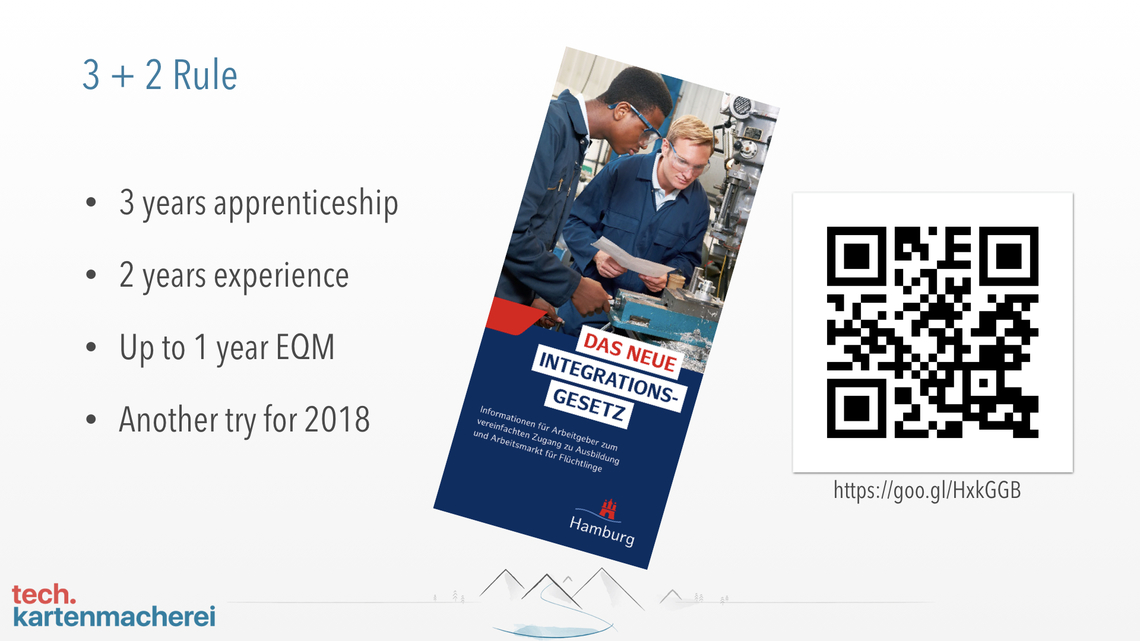 3 + 2 Rule
• 3 years apprenticeship
• 2 years experience
• Up to 1 year EQM
• Another try for 2018
DAS NEUE
INTEGRATIONS-
GESETZ
Informationen für Arbeitgeber zum
vereinfachten Zugang zu Ausbildung
und Arbeitsmarkt für Flüchtlinge
Hamburg
https://goo.gl/HxkGGB
tech.
kartenmacherei